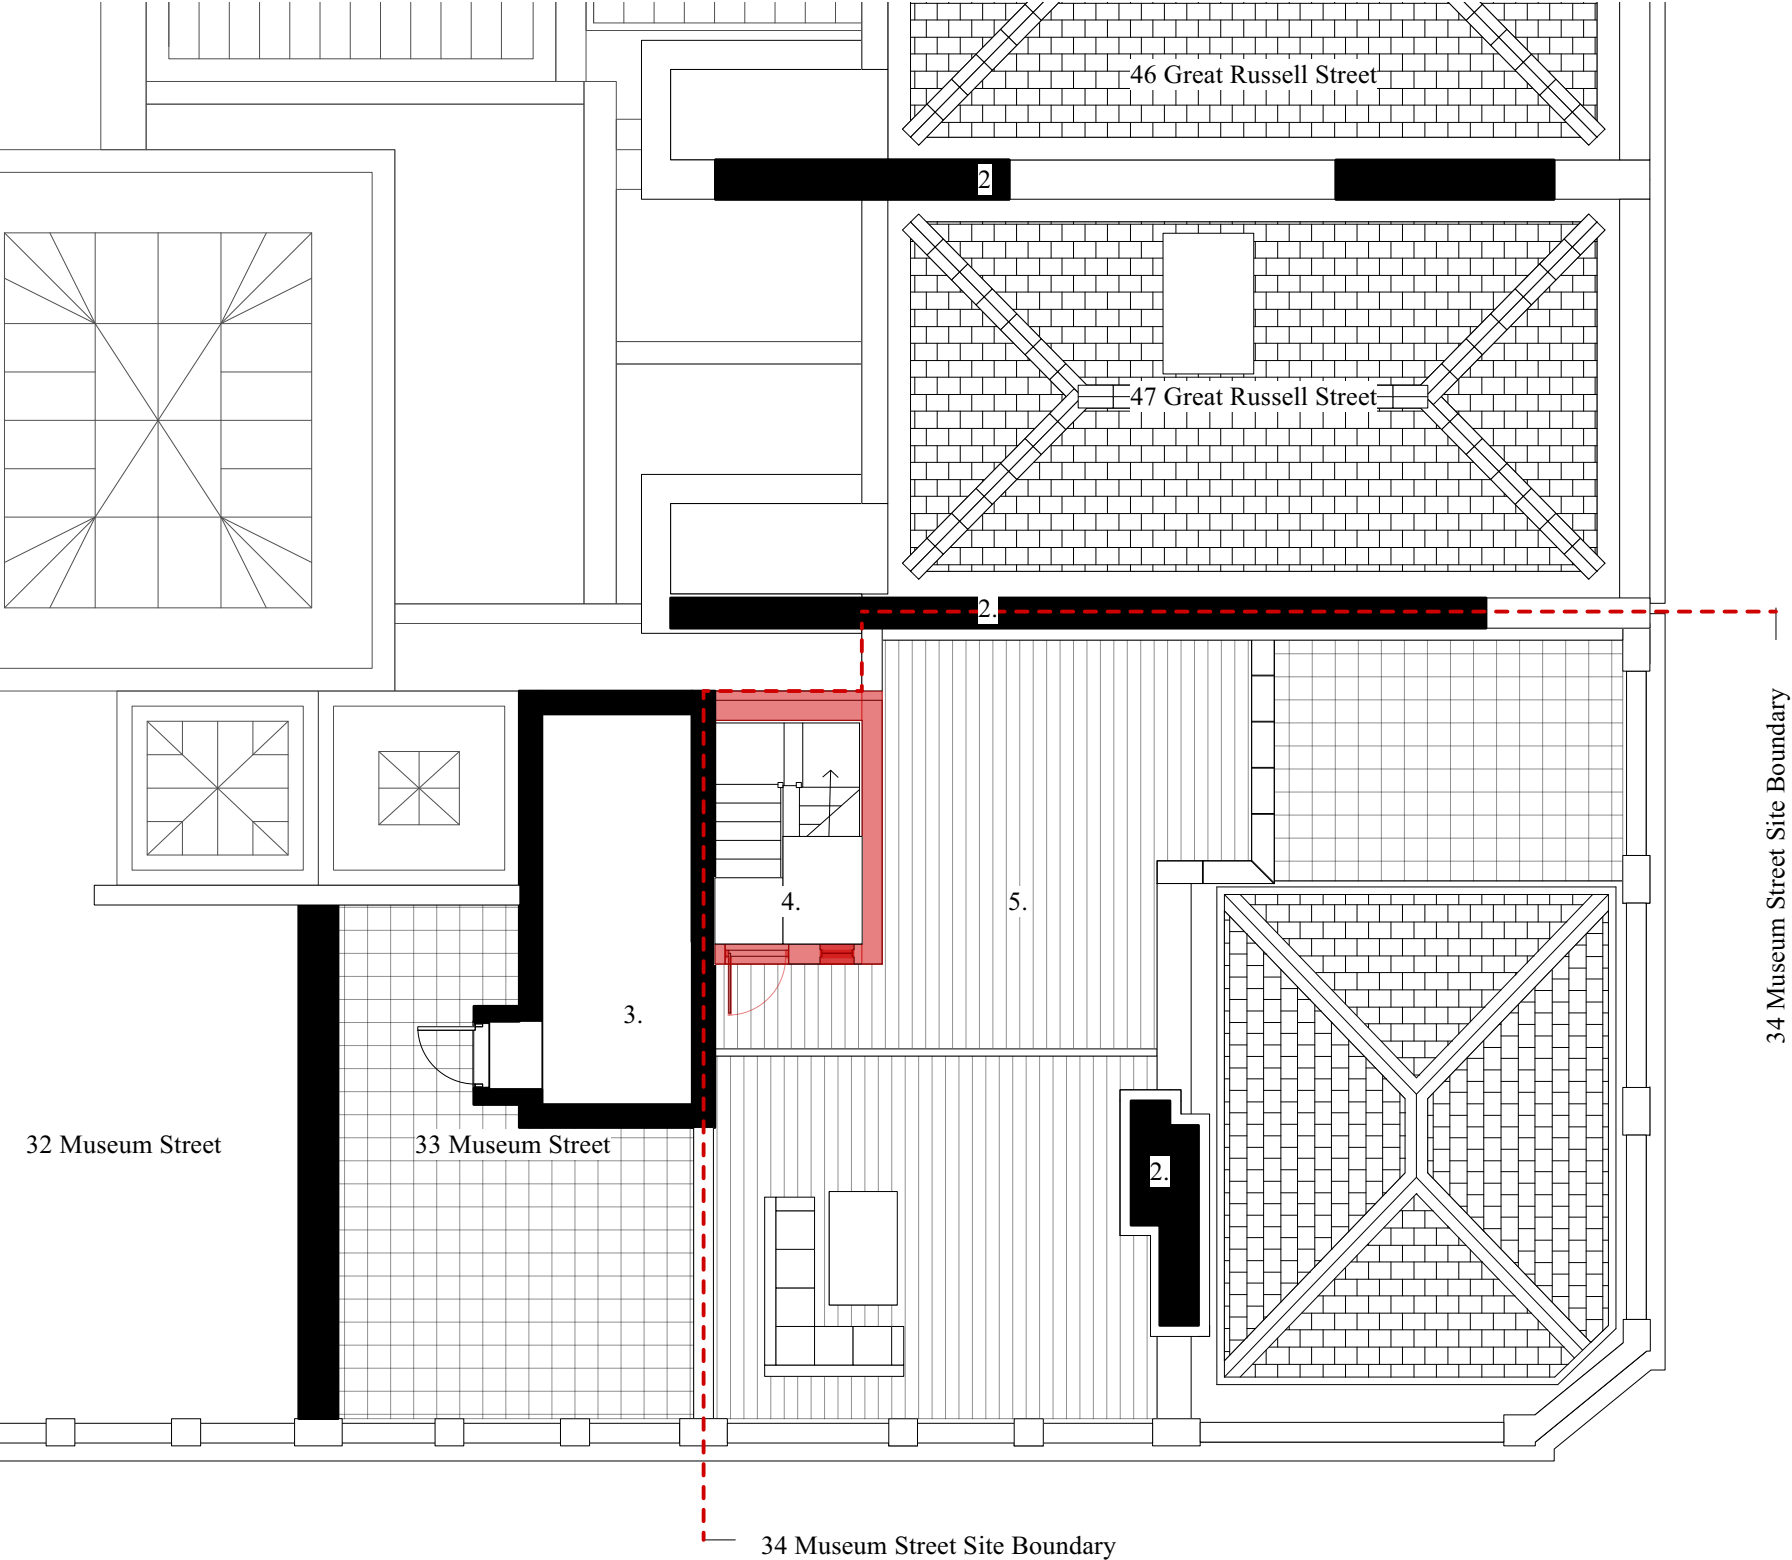 46 Great Russell Street
2
47 Great Russell Street
2.
34 Museum Street Site Boundary
4.
5.
3.
32 Museum Street
33 Museum Street
2.
34 Museum Street Site Boundary